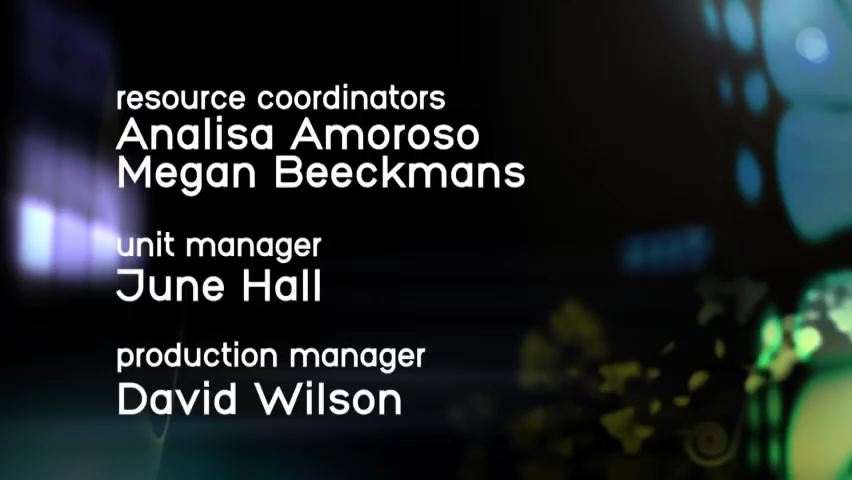 resource coordinators
Analisa Amoroso
Megan Beeckmans
unit manager
June Hall
production manager
David Wilson